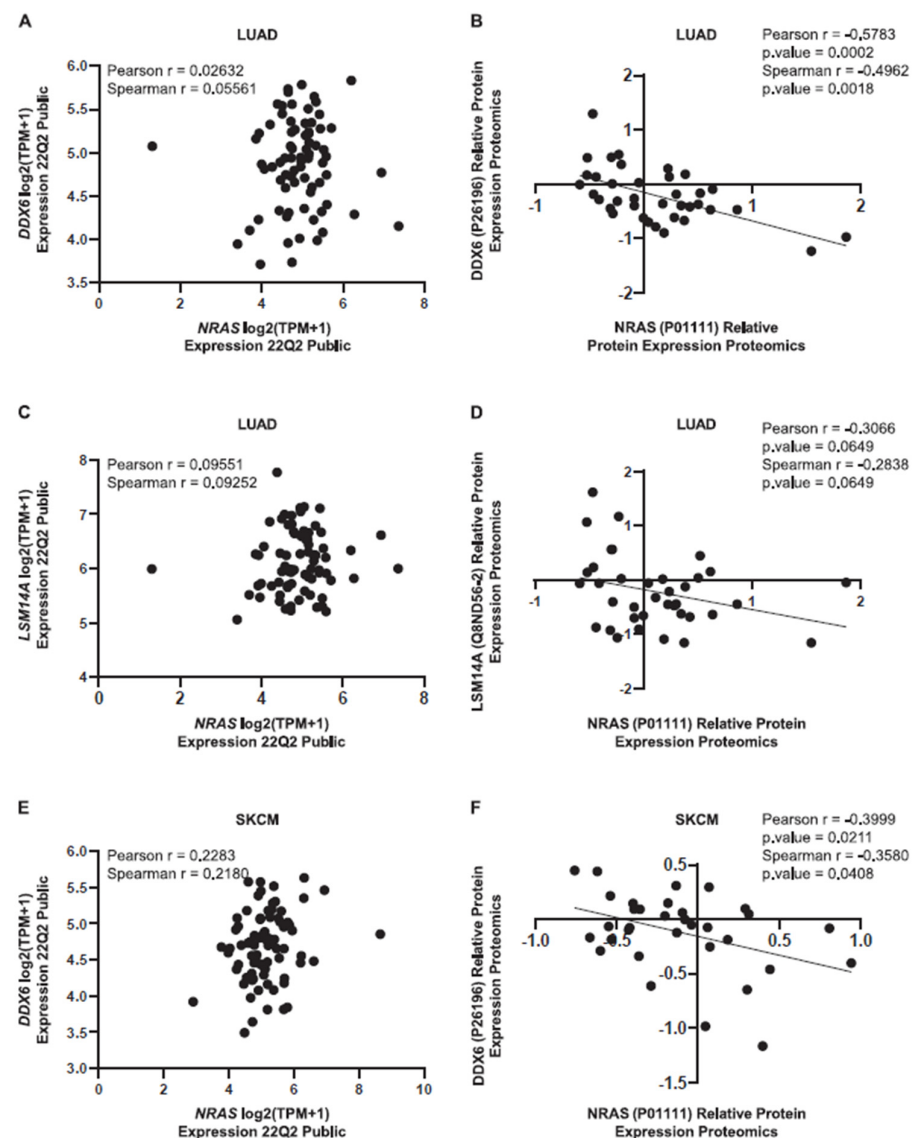 A
LUAD
Pearson r = 0.02632
Spearman r = 0.05561
DDX6 log2(TPM+1)
Expression 22Q2 Public
6.0
5.5
5.0
4.5
4.0
3.5
0 2 4 6 8
NRAS log2(TPM+1)
Expression 22Q2 Public
B
LUAD
Pearson r = -0.5783
p.value = 0.0002
Spearman r = -0.4962
p.value = 0.0018
DDX6 (P26196) Relative Protein
Expression Proteomics
2
1
-1 1 2
-1
-2
NRAS (P01111) Relative
Protein Expression Proteomics
C
LUAD
Pearson r = 0.09551
Spearman r = 0.09252
LSM14A log2(TPM+1)
Expression 22Q2 Public
8
7
6
5
4
0 2 4 6 8
NRAS log2(TPM+1)
Expression 22Q2 Public
D
LUAD
Pearson r = -0.3066
p.value = 0.0649
Spearman r = -0.2838
p.value = 0.0649
LSM14A (Q8ND56-2) Relative Protein
Expression Proteomics
2
1
-1 1 2
-1
-2
NRAS (P01111) Relative Protein
Expression Proteomics
E
SKCM
Pearson r = 0.2283
Spearman r = 0.2180
DDX6 log2(TPM+1)
Expression 22Q2 Public
6.0
5.5
5.0
4.5
4.0
3.5
3.0
0 2 4 6 8 10
NRAS log2(TPM+1)
Expression 22Q2 Public
F
SKCM
Pearson r = -0.3999
p.value = 0.0211
Spearman r = -0.3580
p.value = 0.0408
DDX6 (P26196) Relative Protein
Expression Proteomics
0.5
-1.0 -0.5 0.5 1.0
-0.5
-1.0
-1.5
NRAS (P01111) Relative Protein
Expression Proteomics